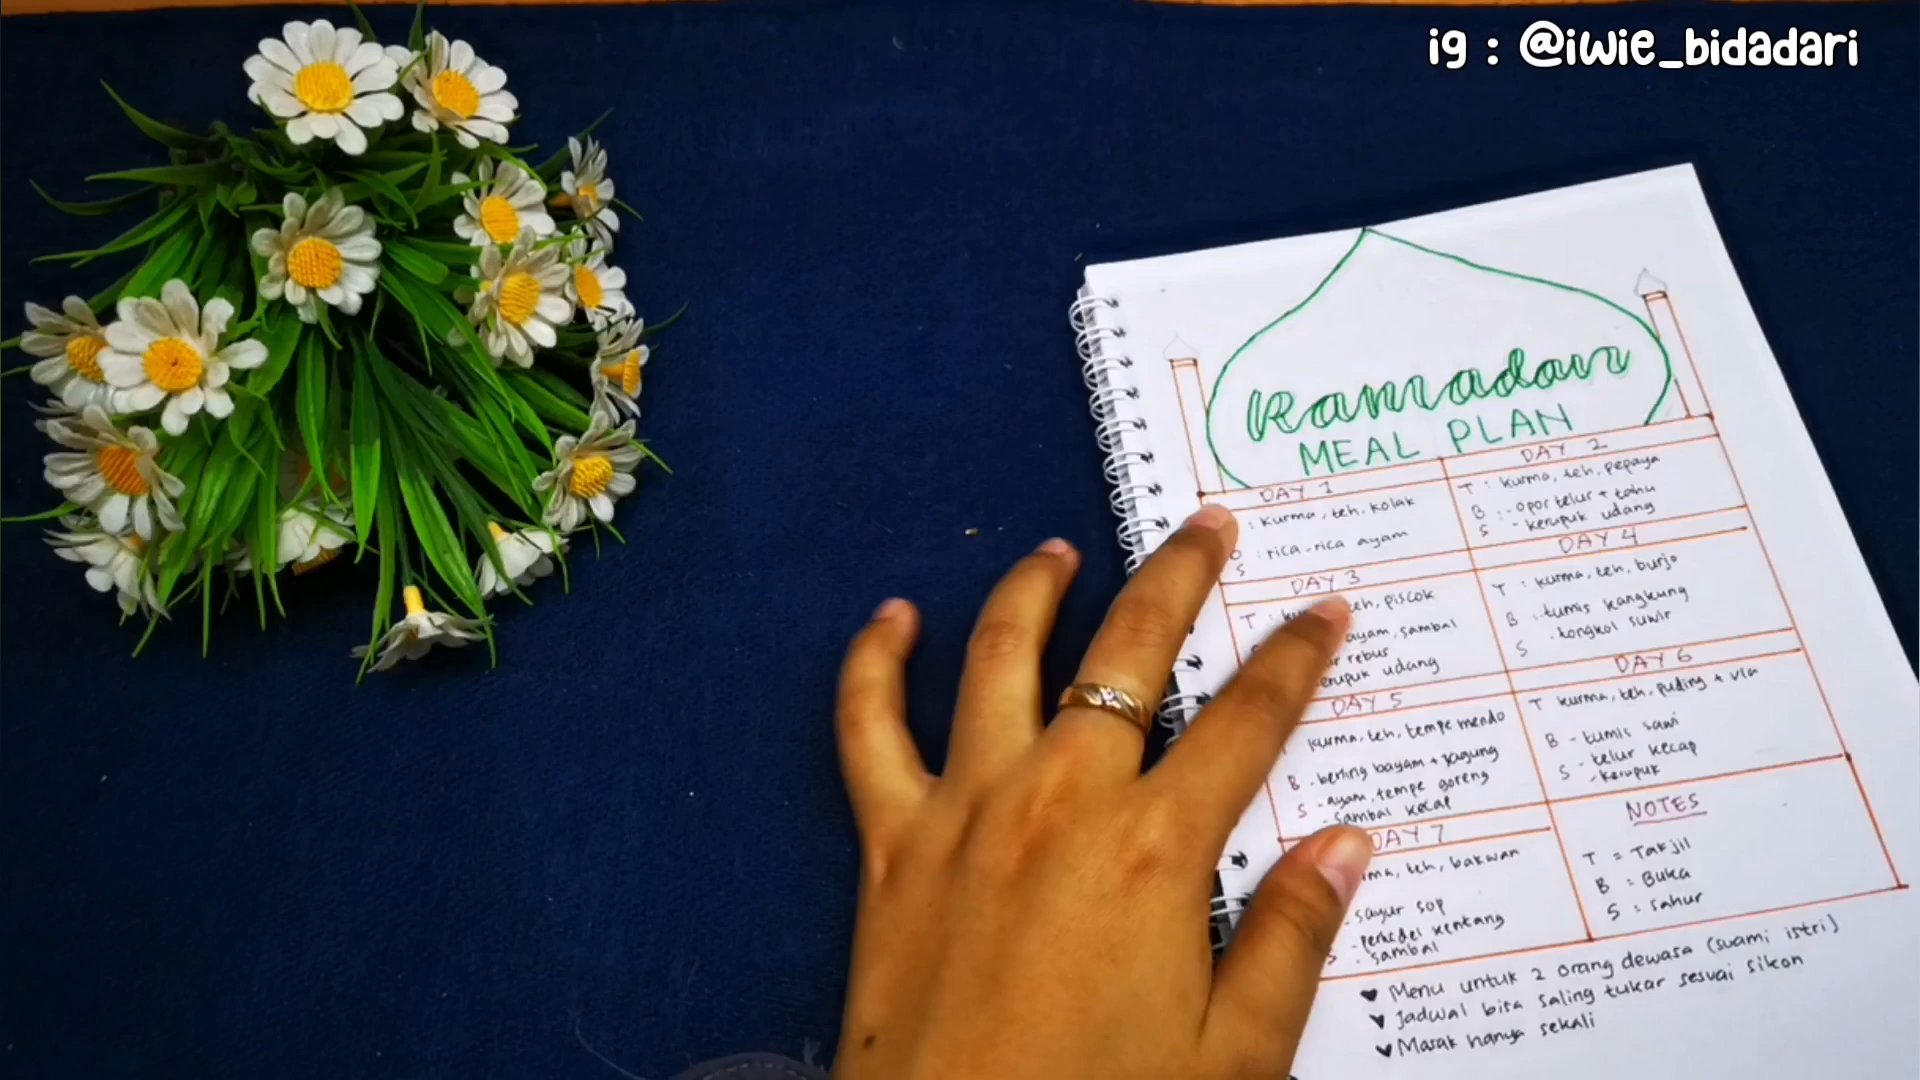 ig : @iwie_bidadari
Ramadan
MEAL PLAN
DAY 1
: kurma, teh, kolak
B : rica-rica ayam
S
DAY 2
T : kurma, teh, pepaya
B : - opor telur + tahu
S - kerupuk udang
DAY 3
T : teh, piscok
ayam, sambal
rebus
udang
DAY 4
T : kurma, teh, burjo
B : tumis kangkung
S . tongkol suwir
DAY 5
kurma, teh, tempe mendo
B . bening bayam + jagung
S - ayam, tempe goreng
- sambal kecap
DAY 6
T kurma, teh, puding + vla
B - tumis sawi
S - telur kecap
- kerupuk
DAY 7
teh, bakwan
- sayur sop
- perkedel kentang
S . sambal
NOTES
T = Takjil
B : Buka
S : sahur
♥ Menu untuk 2 orang dewasa (suami istri)
♥ Jadwal bisa saling tukar sesuai sikon
♥ Masak hanya sekali